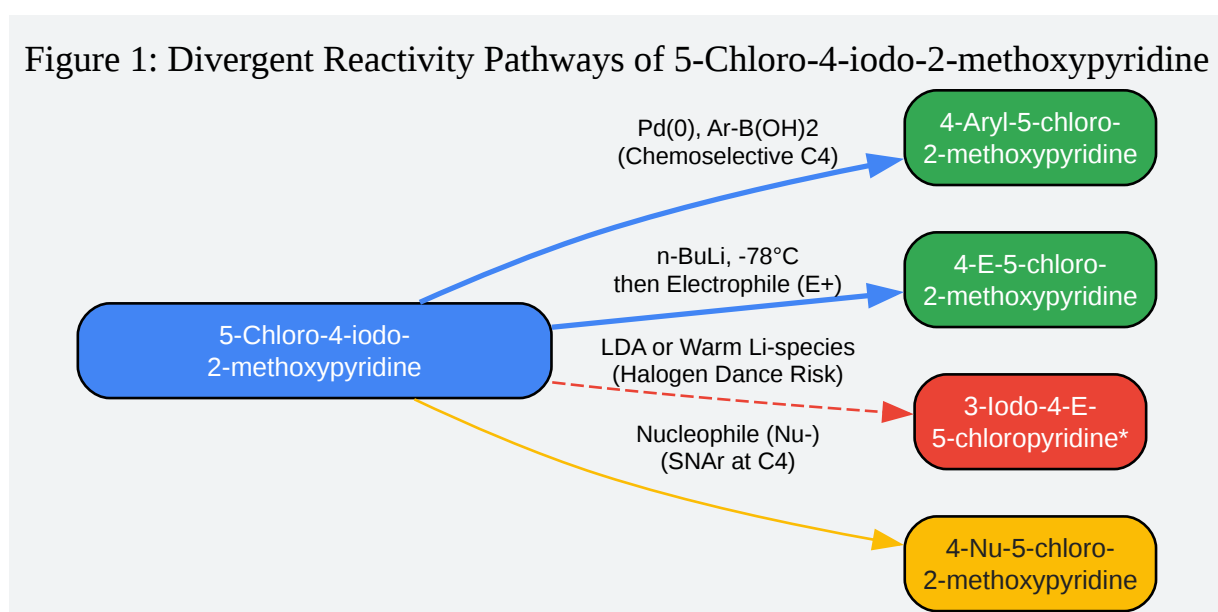 Figure 1: Divergent Reactivity Pathways of 5-Chloro-4-iodo-2-methoxypyridine
Pd(0), Ar-B(OH)2
(Chemoselective C4)
4-Aryl-5-chloro-
2-methoxypyridine
n-BuLi, -78°C
then Electrophile (E+)
4-E-5-chloro-
2-methoxypyridine
5-Chloro-4-iodo-
2-methoxypyridine
LDA or Warm Li-species
(Halogen Dance Risk)
3-Iodo-4-E-
5-chloropyridine*
Nucleophile (Nu-)
(SNAr at C4)
4-Nu-5-chloro-
2-methoxypyridine